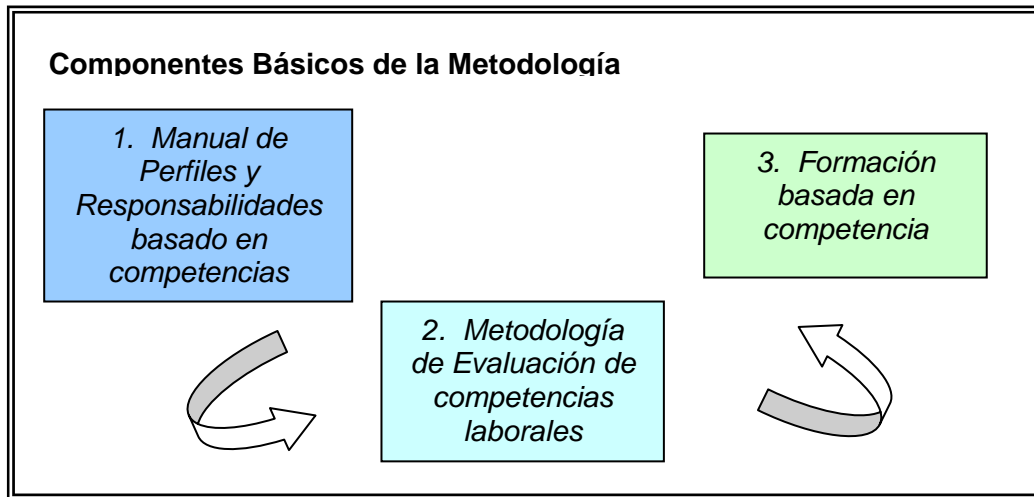 Componentes Básicos de la Metodología
1. Manual de
Perfiles y
Responsabilidades
basado en
competencias
2. Metodología
de Evaluación de
competencias
laborales
3. Formación
basada en
competencia